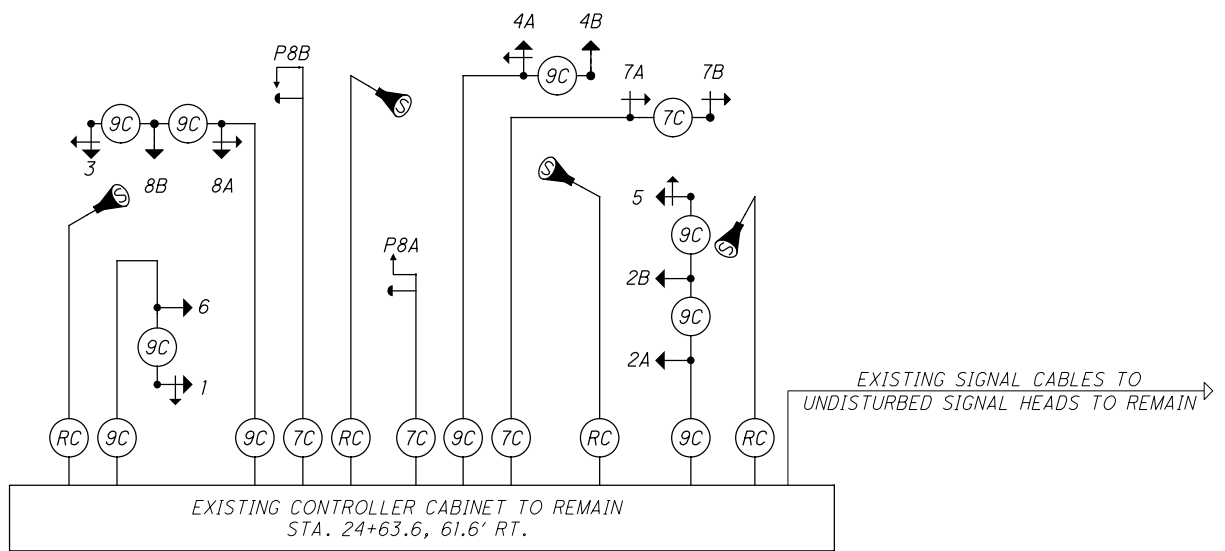 4A 4B
P8B
9C
7A 7B
S
9C 9C
7C
3
8B 8A
S
S
5
9C
S
P8A
2B
6
9C
9C
2A
1
EXISTING SIGNAL CABLES TO
UNDISTURBED SIGNAL HEADS TO REMAIN
RC 9C 9C 7C RC 7C 9C 7C RC 9C RC
EXISTING CONTROLLER CABINET TO REMAIN
STA. 24+63.6, 61.6' RT.